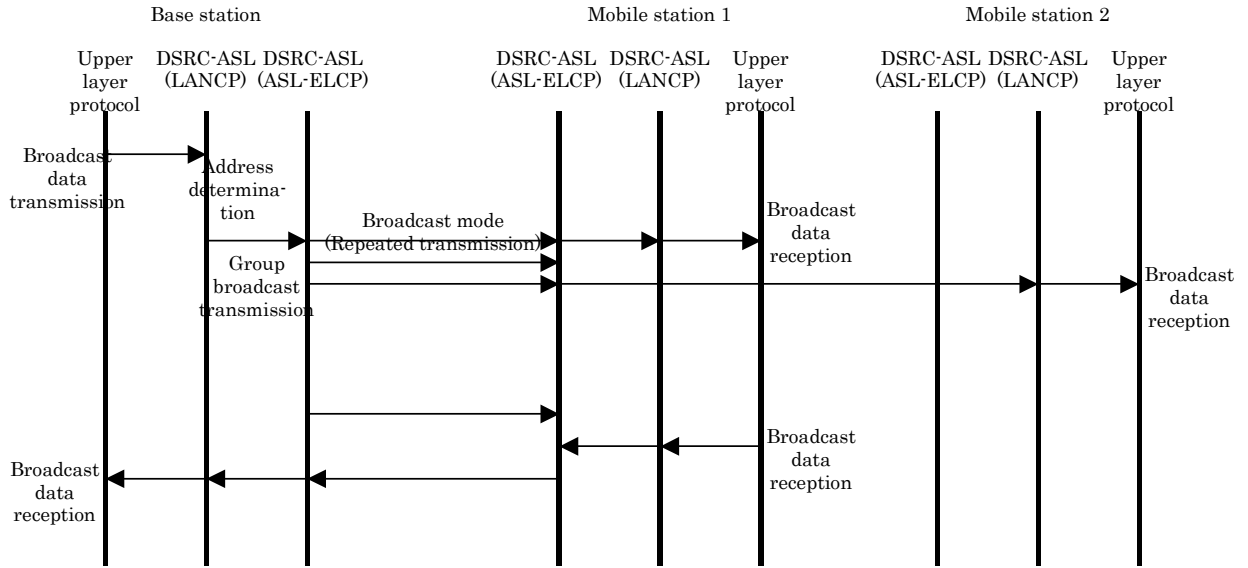 Base station
Mobile station 1
Mobile station 2
Upper
layer
protocol
DSRC-ASL
(LANCP)
DSRC-ASL
(ASL-ELCP)
DSRC-ASL
(ASL-ELCP)
DSRC-ASL
(LANCP)
Upper
layer
protocol
DSRC-ASL
(ASL-ELCP)
DSRC-ASL
(LANCP)
Upper
layer
protocol
Broadcast
data
transmission
Address
determina-
tion
Broadcast mode
(Repeated transmission)
Broadcast
data
reception
Group
broadcast
transmission
Broadcast
data
reception
Broadcast
data
reception
Broadcast
data
reception